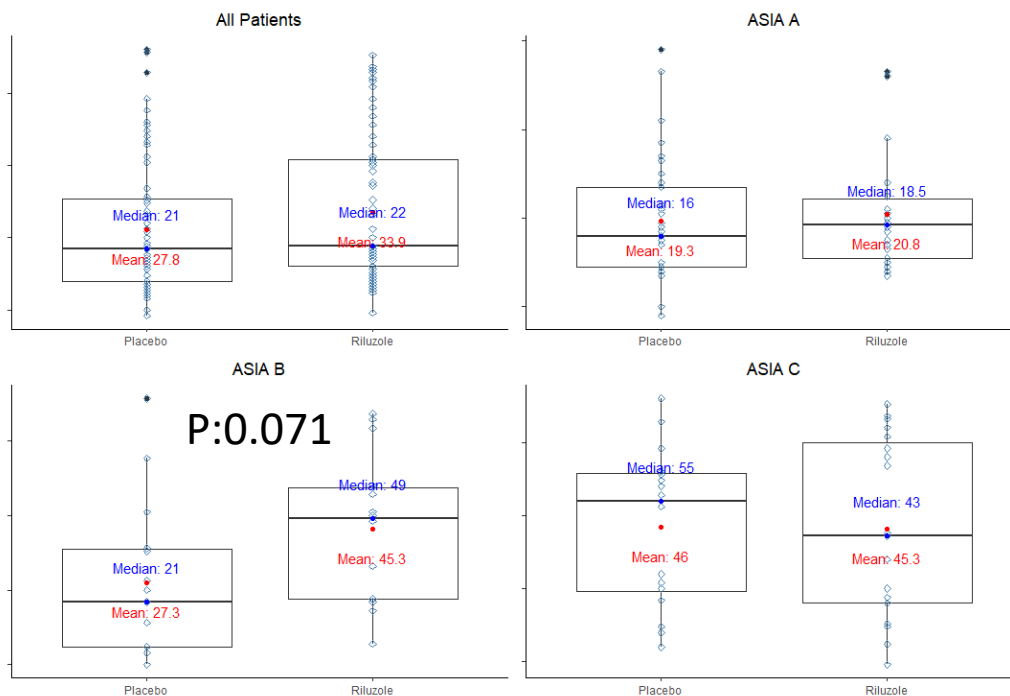 All Patients
Median: 21
Mean: 27.8
Median: 22
Mean: 33.9
Placebo
Riluzole
ASIA A
Median: 16
Mean: 19.3
Median: 18.5
Mean: 20.8
Placebo
Riluzole
ASIA B
P:0.071
Median: 21
Mean: 27.3
Median: 49
Mean: 45.3
Placebo
Riluzole
ASIA C
Median: 55
Mean: 46
Median: 43
Mean: 45.3
Placebo
Riluzole